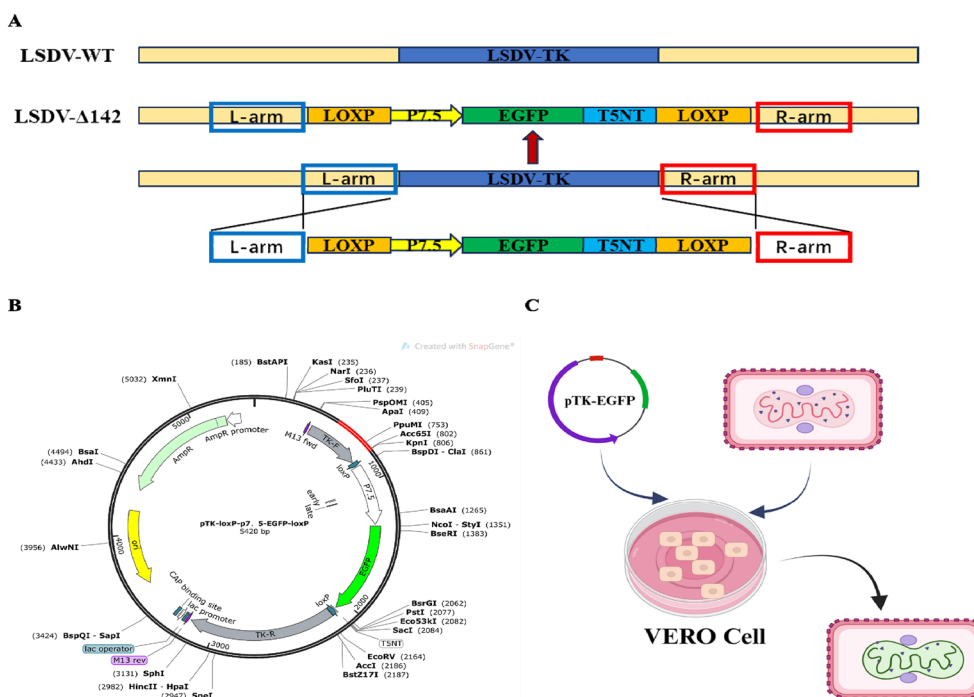 A
LSDV-WT
LSDV-TK
LSDV-Δ142
L-arm LOXP P7.5 EGFP T5NT LOXP R-arm
L-arm LSDV-TK R-arm
L-arm LOXP P7.5 EGFP T5NT LOXP R-arm
B
Created with SnapGene®
(185) BstAPI
KasI (235)
NarI (236)
SfoI (237)
PluTI (239)
PspOMI (405)
ApaI (409)
PpuMI (753)
Acc65I (802)
KpnI (806)
BspDI - ClaI (861)
BsaAI (1265)
NcoI - StyI (1351)
BseRI (1383)
BsrGI (2062)
PstI (2077)
Eco53kI (2082)
SacI (2084)
T5NT
EcoRV (2164)
AccI (2186)
BstZ17I (2187)
(2947) SpeI
(2982) HincII - HpaI
(3131) SphI
M13 rev
lac operator
(3424) BspQI - SapI
(3956) AlwNI
(4433) AhdI
(4494) BsaI
(5032) XmnI
5000
1000
2000
3000
4000
AmpR promoter
AmpR
M13 fwd
TK-F
loxP
P7.5
early
late
EGFP
loxP
TK-R
lac promoter
CAP binding site
ori
pTK-loxP-p7. 5-EGFP-loxP
5420 bp
C
pTK-EGFP
VERO Cell